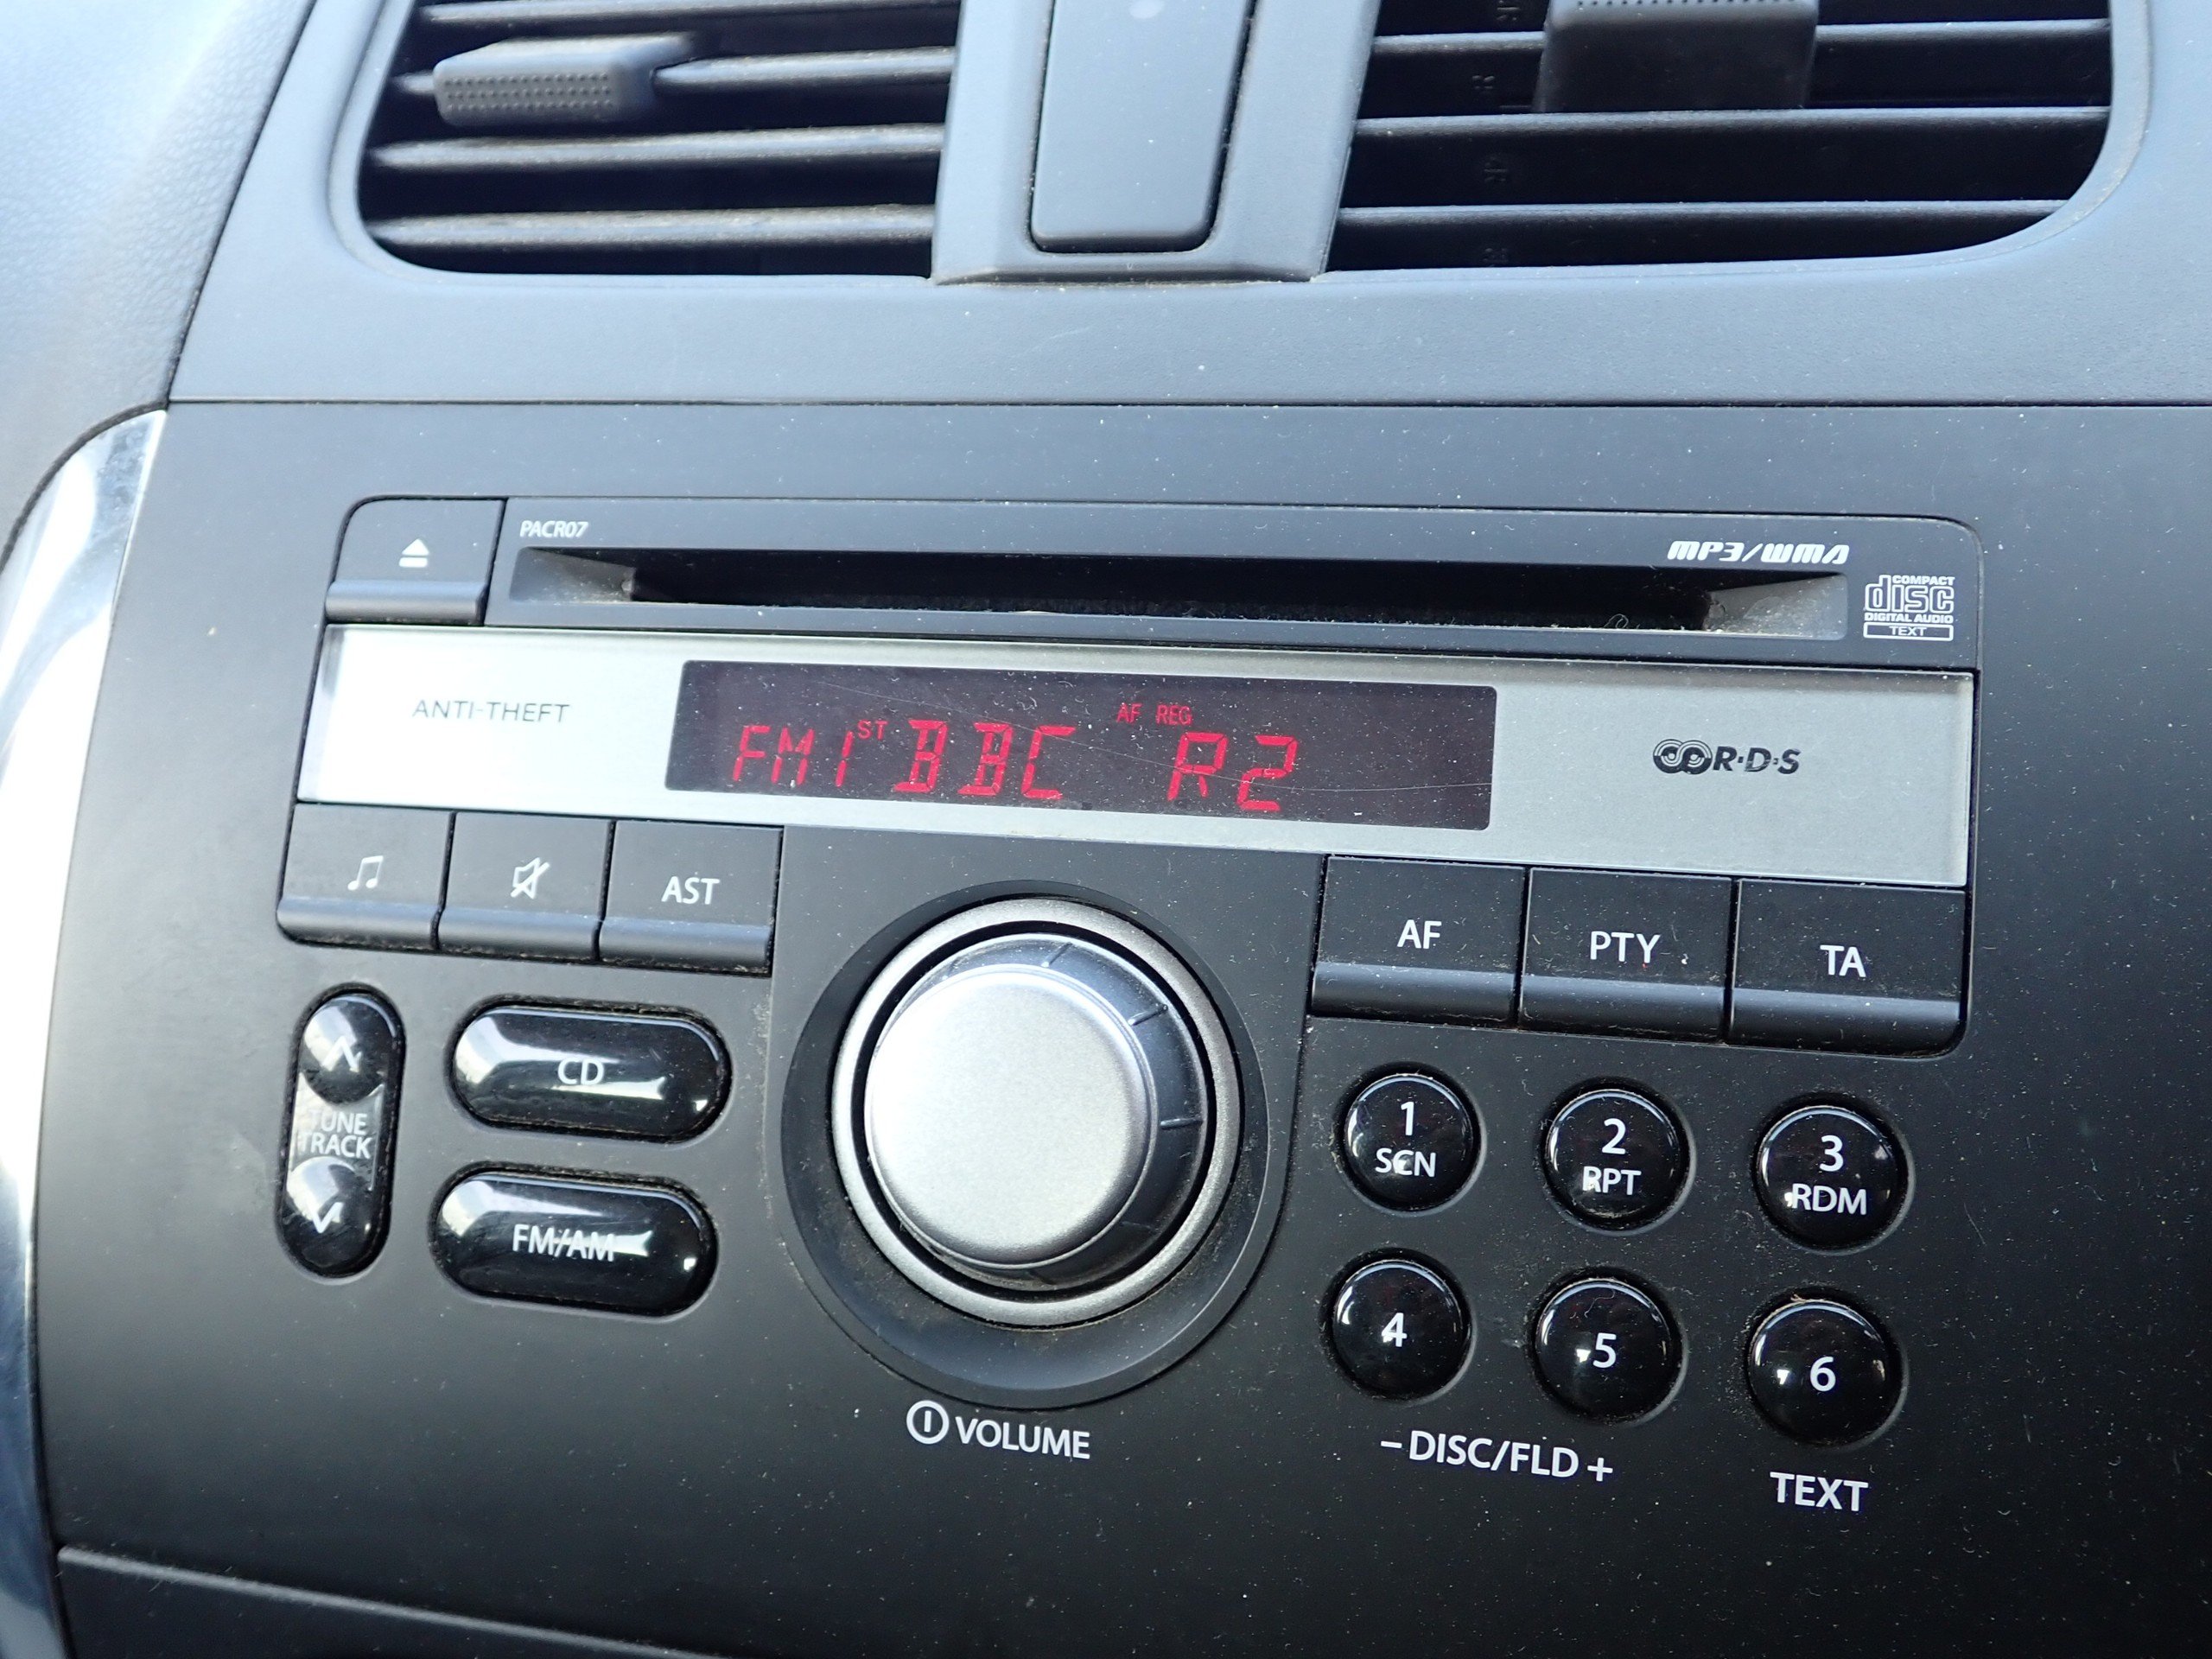 PACR07
MP3/WMA
COMPACT
disc
DIGITAL AUDIO
TEXT
ANTI-THEFT
AF REG
FM1 ST BBC R2
R·D·S
AST
AF
PTY
TA
TUNE
TRACK
CD
FM/AM
1
SCN
2
RPT
3
RDM
4
5
6
VOLUME
– DISC/FLD +
TEXT